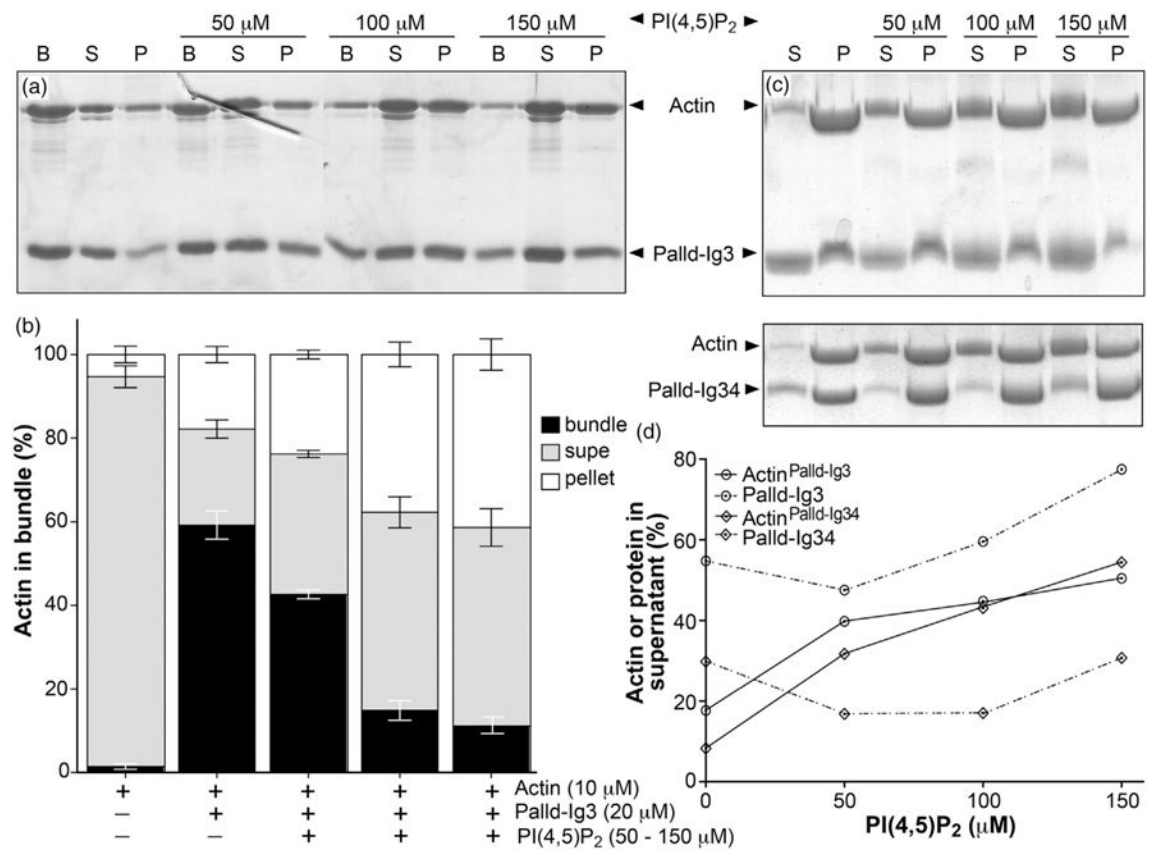 50 μM 100 μM 150 μM ◄ PI(4,5)P₂ ► 50 μM 100 μM 150 μM
B S P B S P B S P B S P S P S P S P S P
(a) ◄ Actin ► (c)
◄ Palld-Ig3 ►
Actin ►
Palld-Ig34 ►
(b)
100
80
60
40
20
0
Actin in bundle (%)
bundle
supe
pellet
+ + + + + Actin (10 μM)
– + + + + Palld-Ig3 (20 μM)
– – + + + PI(4,5)P₂ (50 - 150 μM)
(d)
80
60
40
20
0
Actin or protein in
supernatant (%)
Actin^Palld-Ig3
Palld-Ig3
Actin^Palld-Ig34
Palld-Ig34
0 50 100 150
PI(4,5)P₂ (μM)